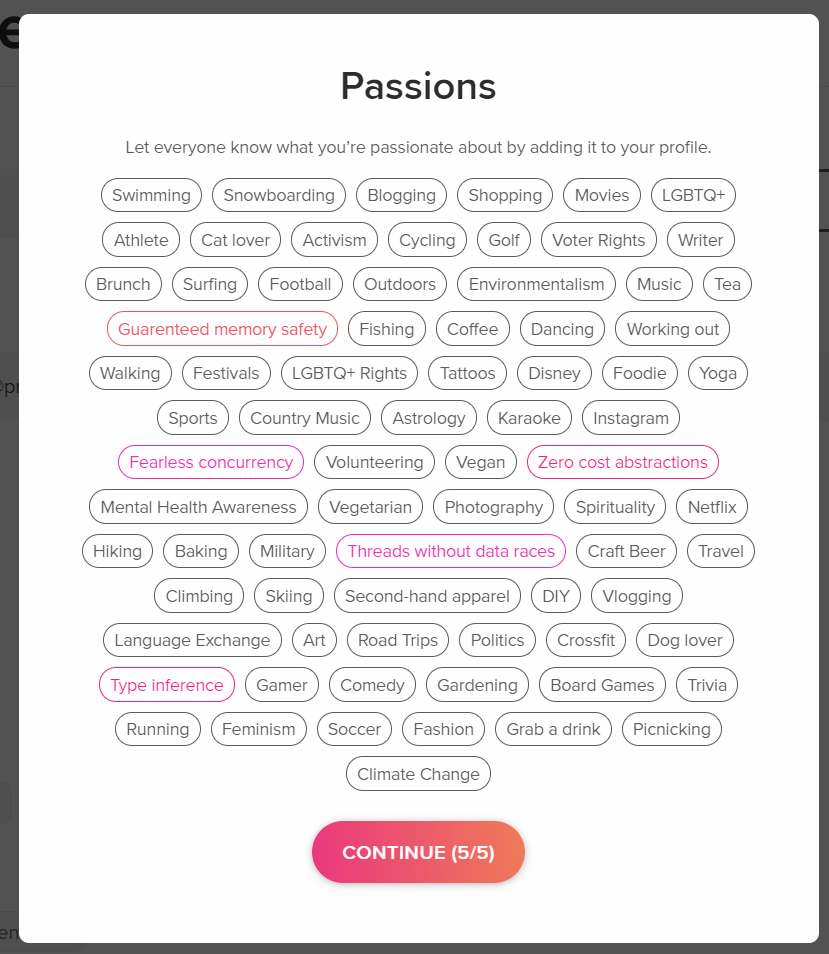 Passions
Let everyone know what you're passionate about by adding it to your profile.
Swimming Snowboarding Blogging Shopping Movies LGBTQ+
Athlete Cat lover Activism Cycling Golf Voter Rights Writer
Brunch Surfing Football Outdoors Environmentalism Music Tea
Guarenteed memory safety Fishing Coffee Dancing Working out
Walking Festivals LGBTQ+ Rights Tattoos Disney Foodie Yoga
Sports Country Music Astrology Karaoke Instagram
Fearless concurrency Volunteering Vegan Zero cost abstractions
Mental Health Awareness Vegetarian Photography Spirituality Netflix
Hiking Baking Military Threads without data races Craft Beer Travel
Climbing Skiing Second-hand apparel DIY Vlogging
Language Exchange Art Road Trips Politics Crossfit Dog lover
Type inference Gamer Comedy Gardening Board Games Trivia
Running Feminism Soccer Fashion Grab a drink Picnicking
Climate Change
CONTINUE (5/5)